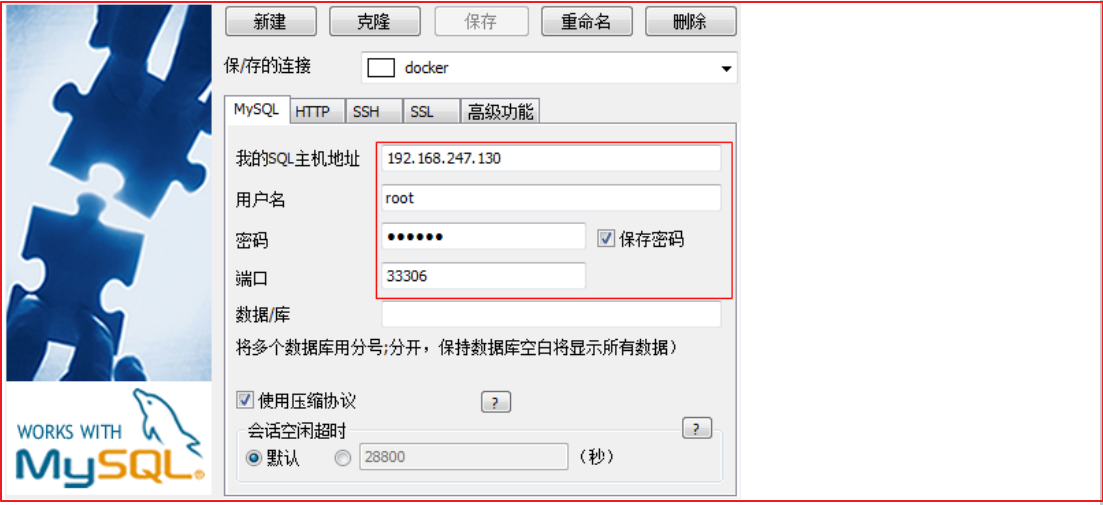 新建 克隆 保存 重命名 删除
保/存的连接 docker
MySQL HTTP SSH SSL 高级功能
我的SQL主机地址 192.168.247.130
用户名 root
密码 ●●●●●● 保存密码
端口 33306
数据/库
将多个数据库用分号;分开，保持数据库空白将显示所有数据）
使用压缩协议 ?
会话空闲超时 ?
默认 28800 （秒）
WORKS WITH
MySQL®